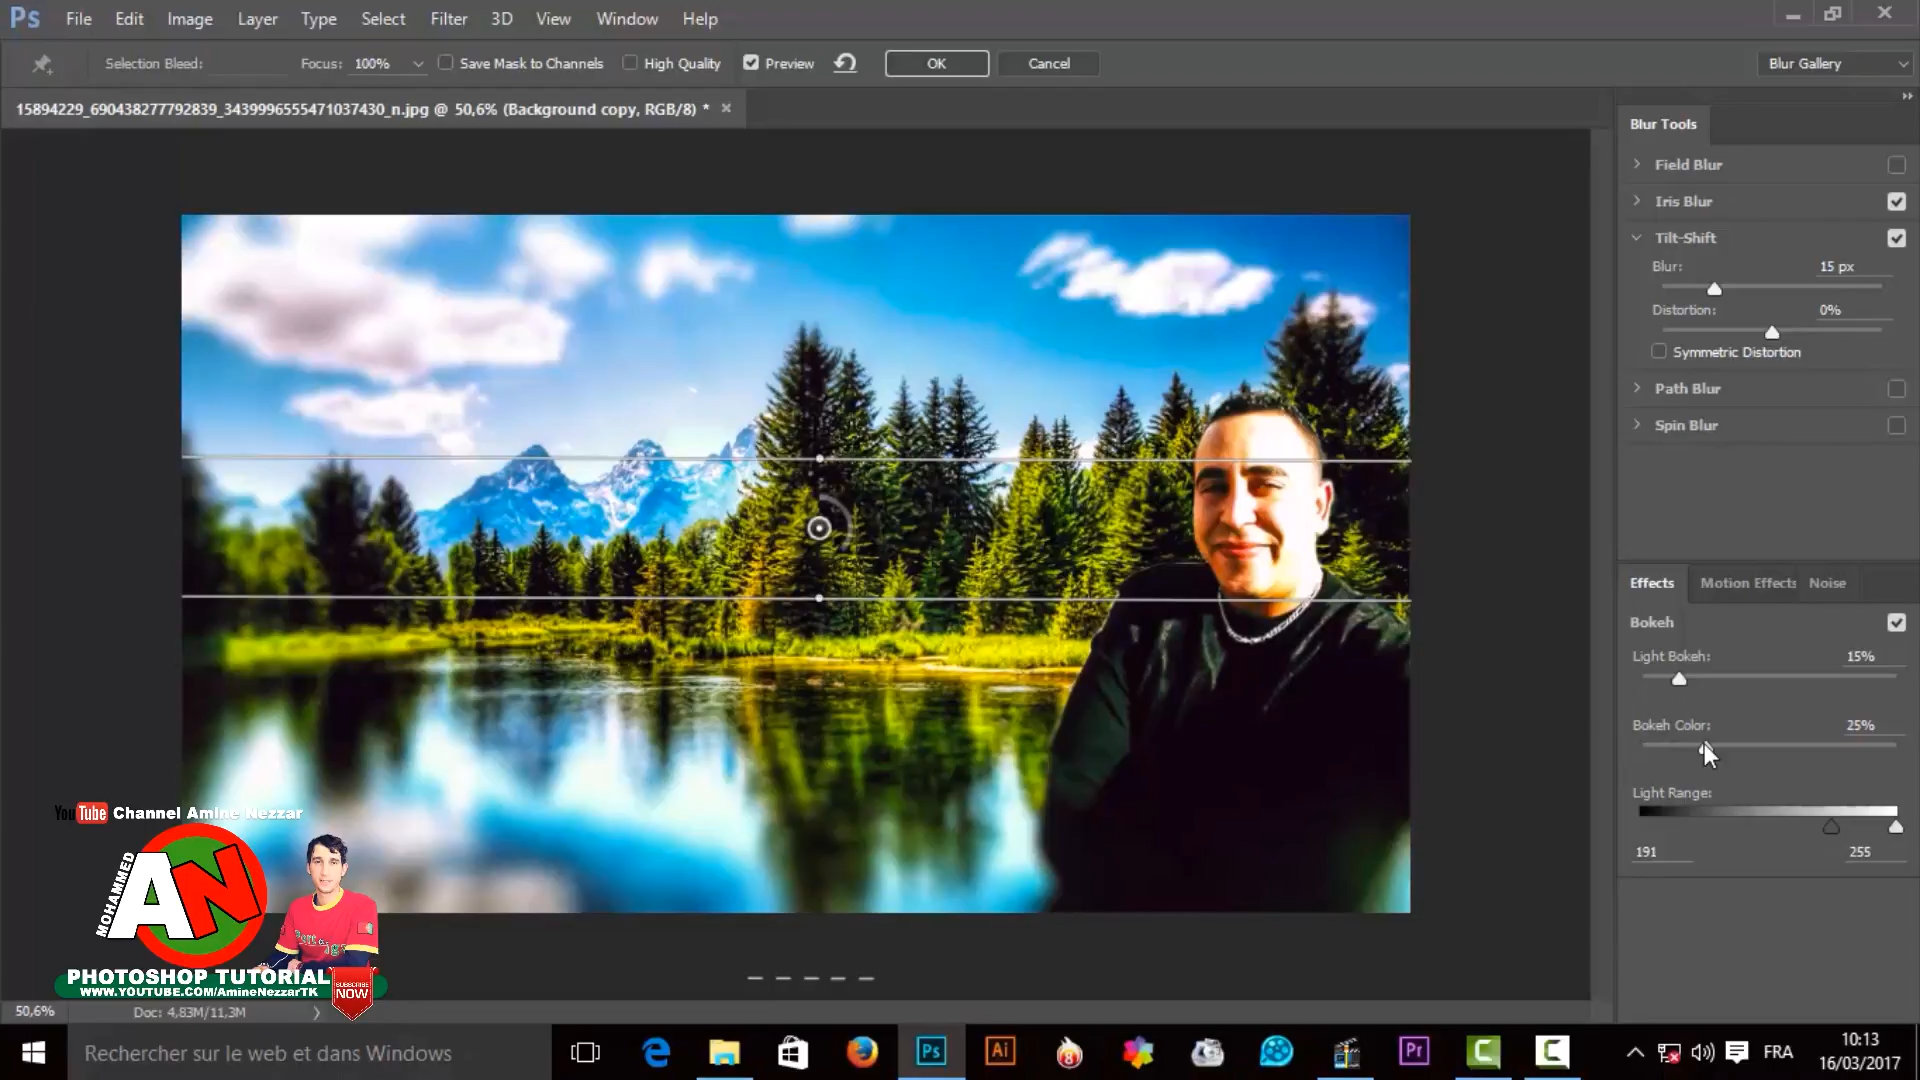 Ps File Edit Image Layer Type Select Filter 3D View Window Help
Selection Bleed: Focus: 100% Save Mask to Channels High Quality Preview OK Cancel Blur Gallery
15894229_690438277792839_3439996555471037430_n.jpg @ 50,6% (Background copy, RGB/8) *
Blur Tools
Field Blur
Iris Blur
Tilt-Shift
Blur: 15 px
Distortion: 0%
Symmetric Distortion
Path Blur
Spin Blur
Effects Motion Effects Noise
Bokeh
Light Bokeh: 15%
Bokeh Color: 25%
Light Range:
191 255
YouTube Channel Amine Nezzar
MOHAMMED
AN
PHOTOSHOP TUTORIAL
WWW.YOUTUBE.COM/AmineNezzarTK
SUBSCRIBE
NOW
50,6% Doc: 4,83M/11,3M
Rechercher sur le web et dans Windows
Ps Ai 8 Pr C C FRA
10:13
16/03/2017